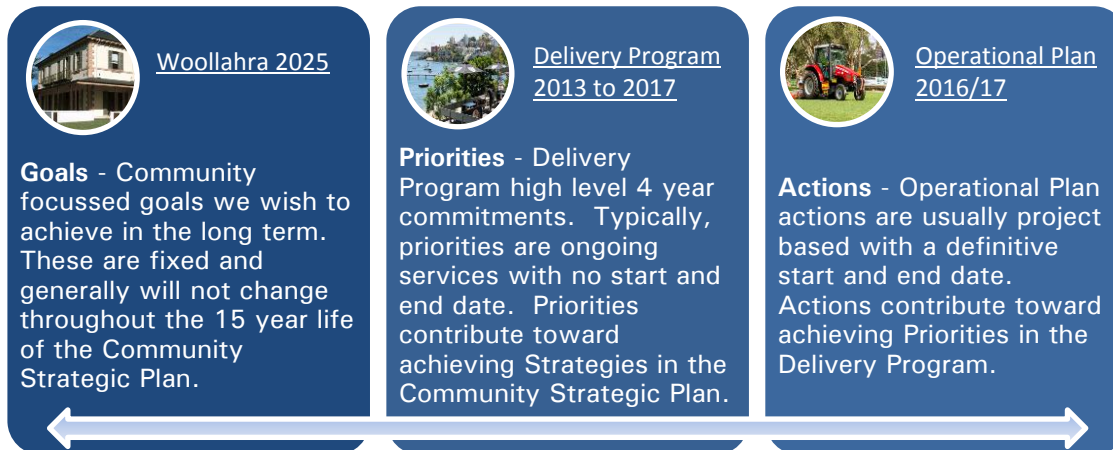 Woollahra 2025
Goals - Community
focussed goals we wish to
achieve in the long term.
These are fixed and
generally will not change
throughout the 15 year life
of the Community
Strategic Plan.
Delivery Program
2013 to 2017
Priorities - Delivery
Program high level 4 year
commitments.  Typically,
priorities are ongoing
services with no start and
end date.  Priorities
contribute toward
achieving Strategies in the
Community Strategic Plan.
Operational Plan
2016/17
Actions - Operational Plan
actions are usually project
based with a definitive
start and end date.
Actions contribute toward
achieving Priorities in the
Delivery Program.